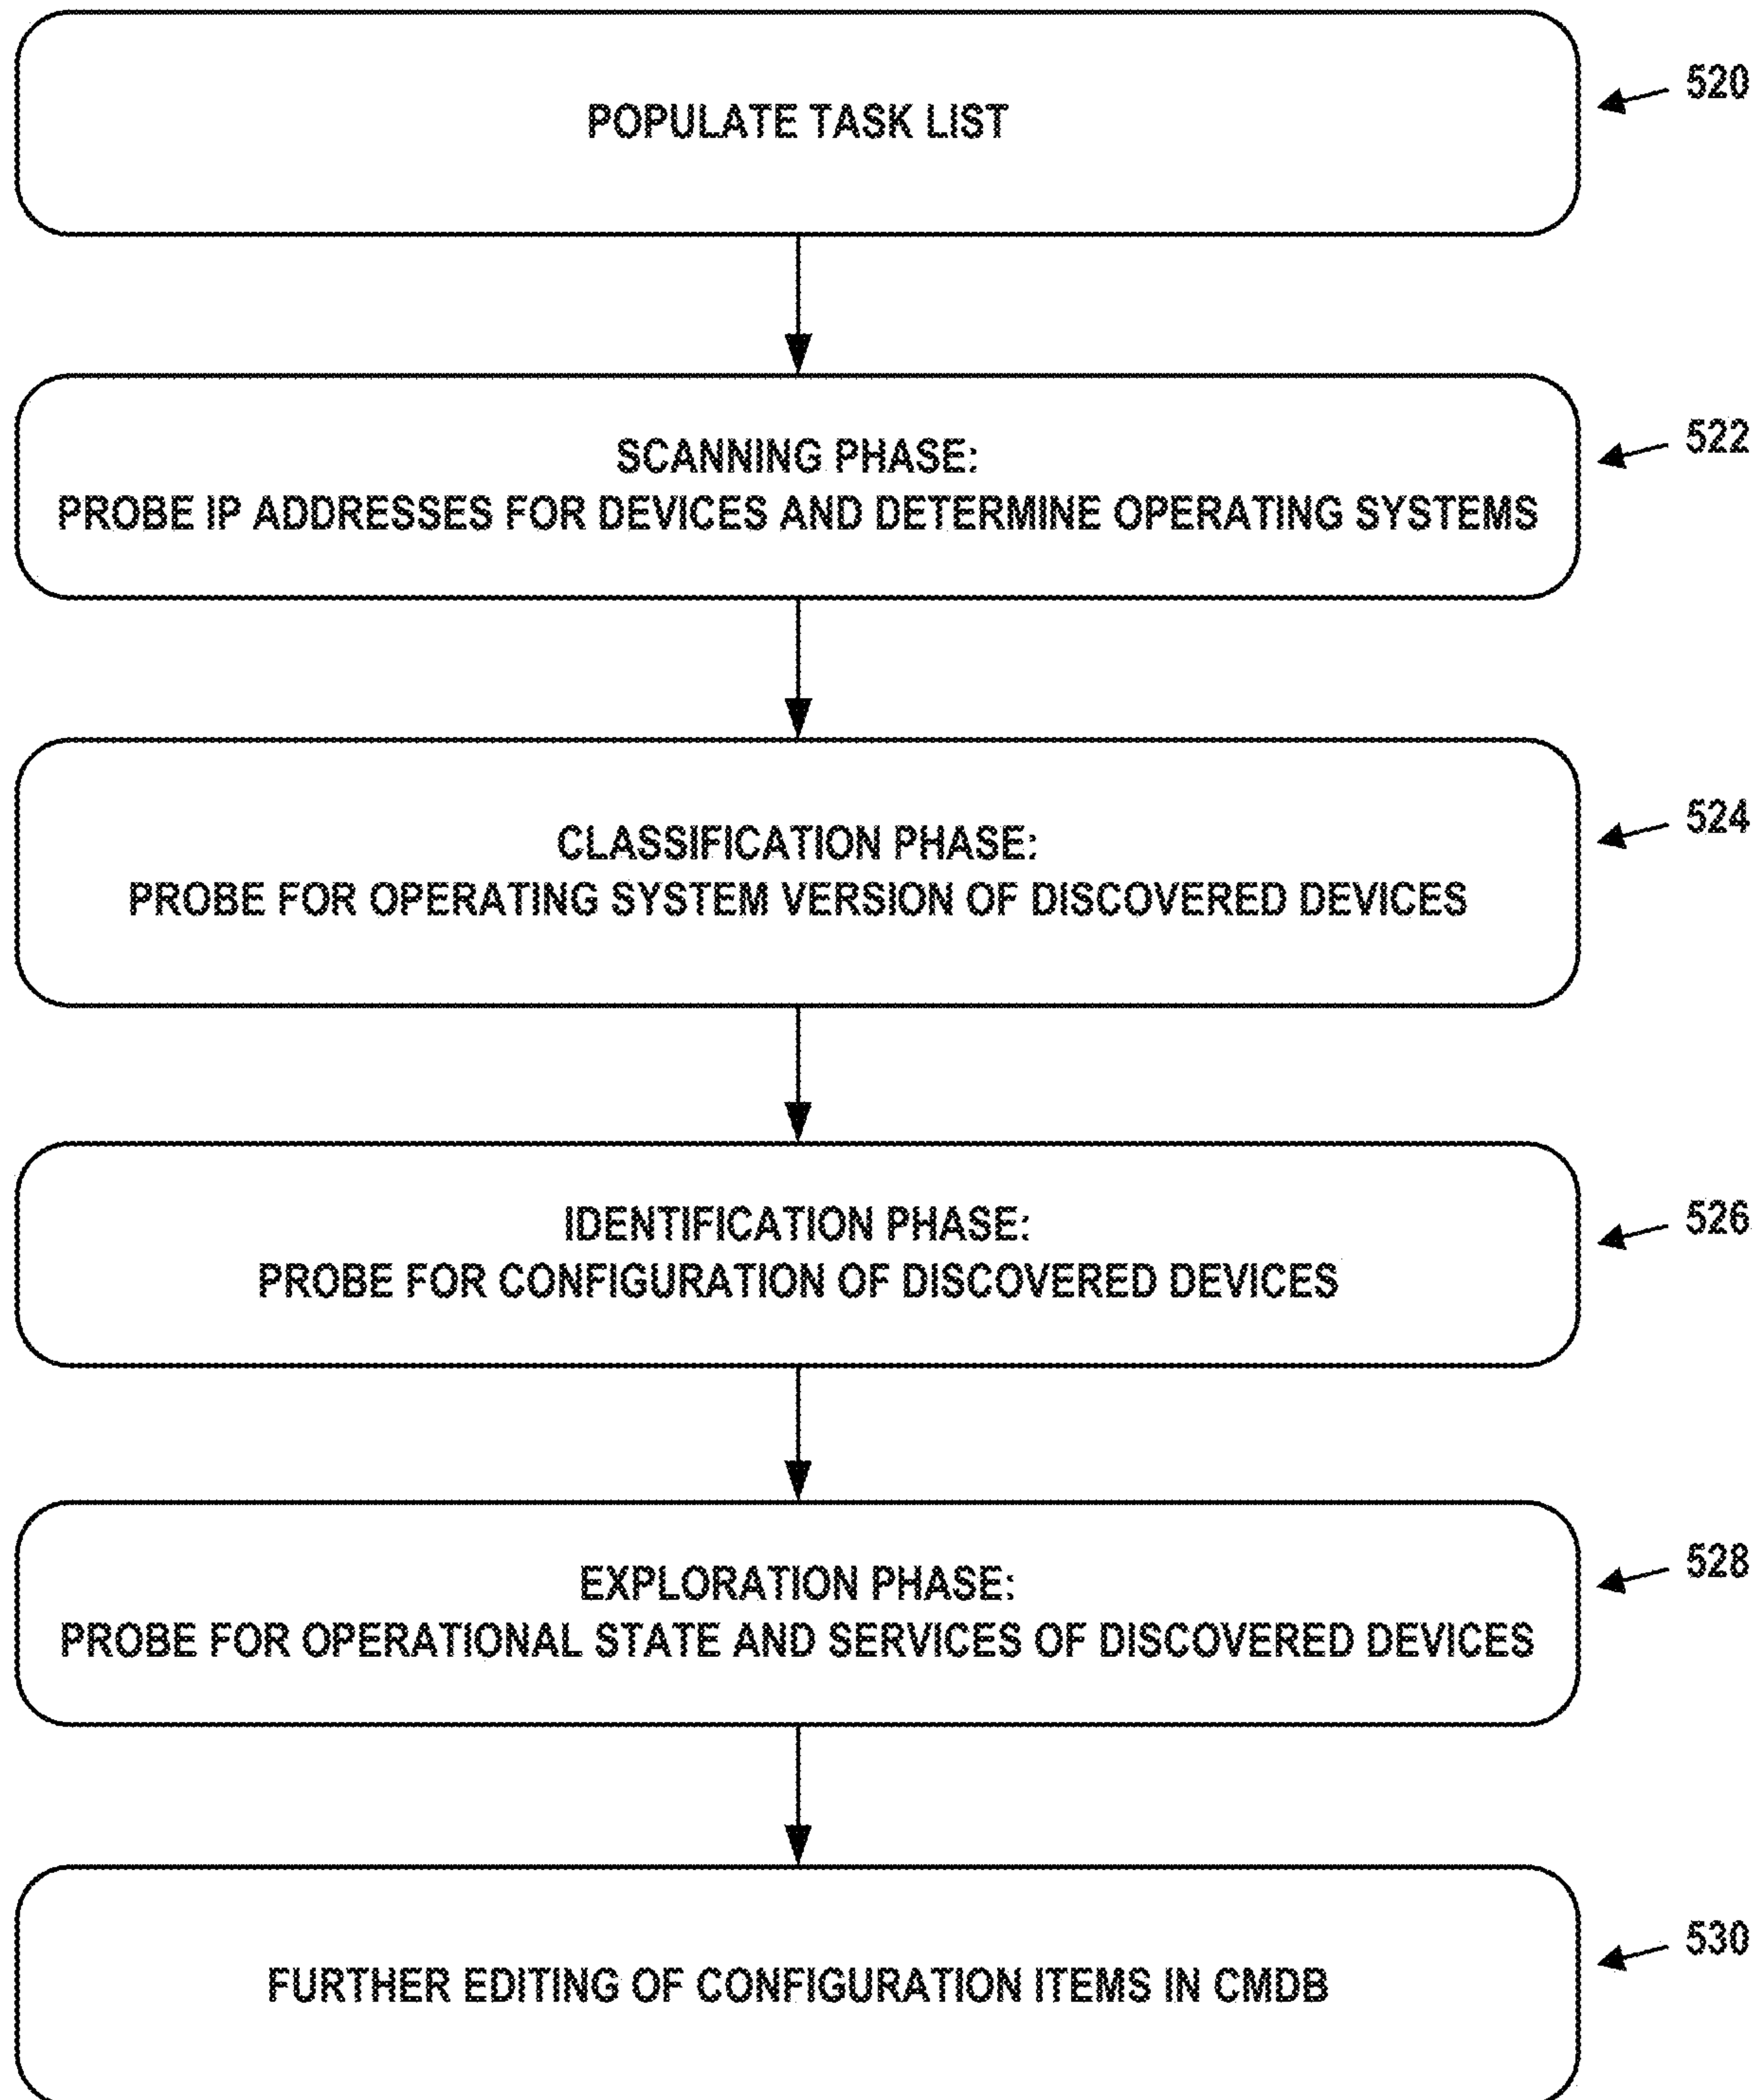 POPULATE TASK LIST
520
SCANNING PHASE:
PROBE IP ADDRESSES FOR DEVICES AND DETERMINE OPERATING SYSTEMS
522
CLASSIFICATION PHASE:
PROBE FOR OPERATING SYSTEM VERSION OF DISCOVERED DEVICES
524
IDENTIFICATION PHASE:
PROBE FOR CONFIGURATION OF DISCOVERED DEVICES
526
EXPLORATION PHASE:
PROBE FOR OPERATIONAL STATE AND SERVICES OF DISCOVERED DEVICES
528
FURTHER EDITING OF CONFIGURATION ITEMS IN CMDB
530